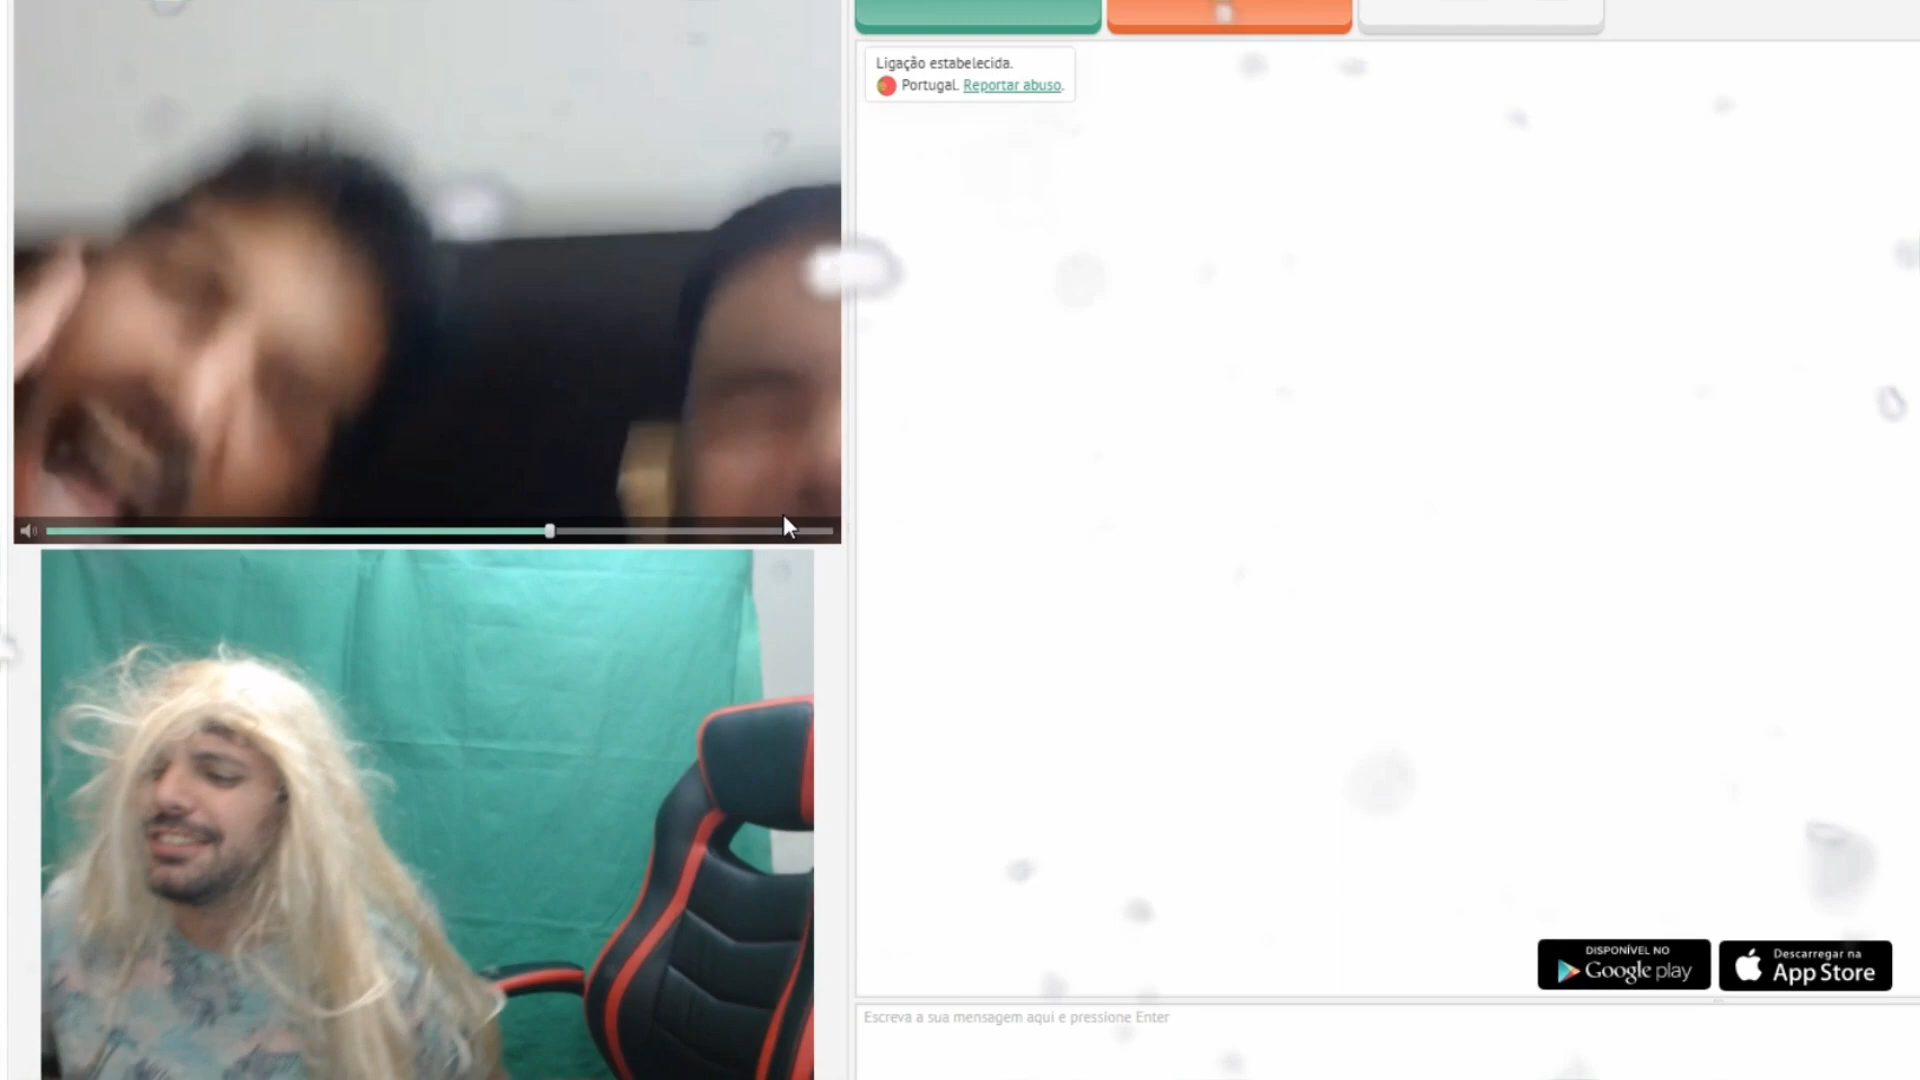 Ligação estabelecida.
Portugal. Reportar abuso.
DISPONÍVEL NO
Google play
Descarregar na
App Store
Escreva a sua mensagem aqui e pressione Enter